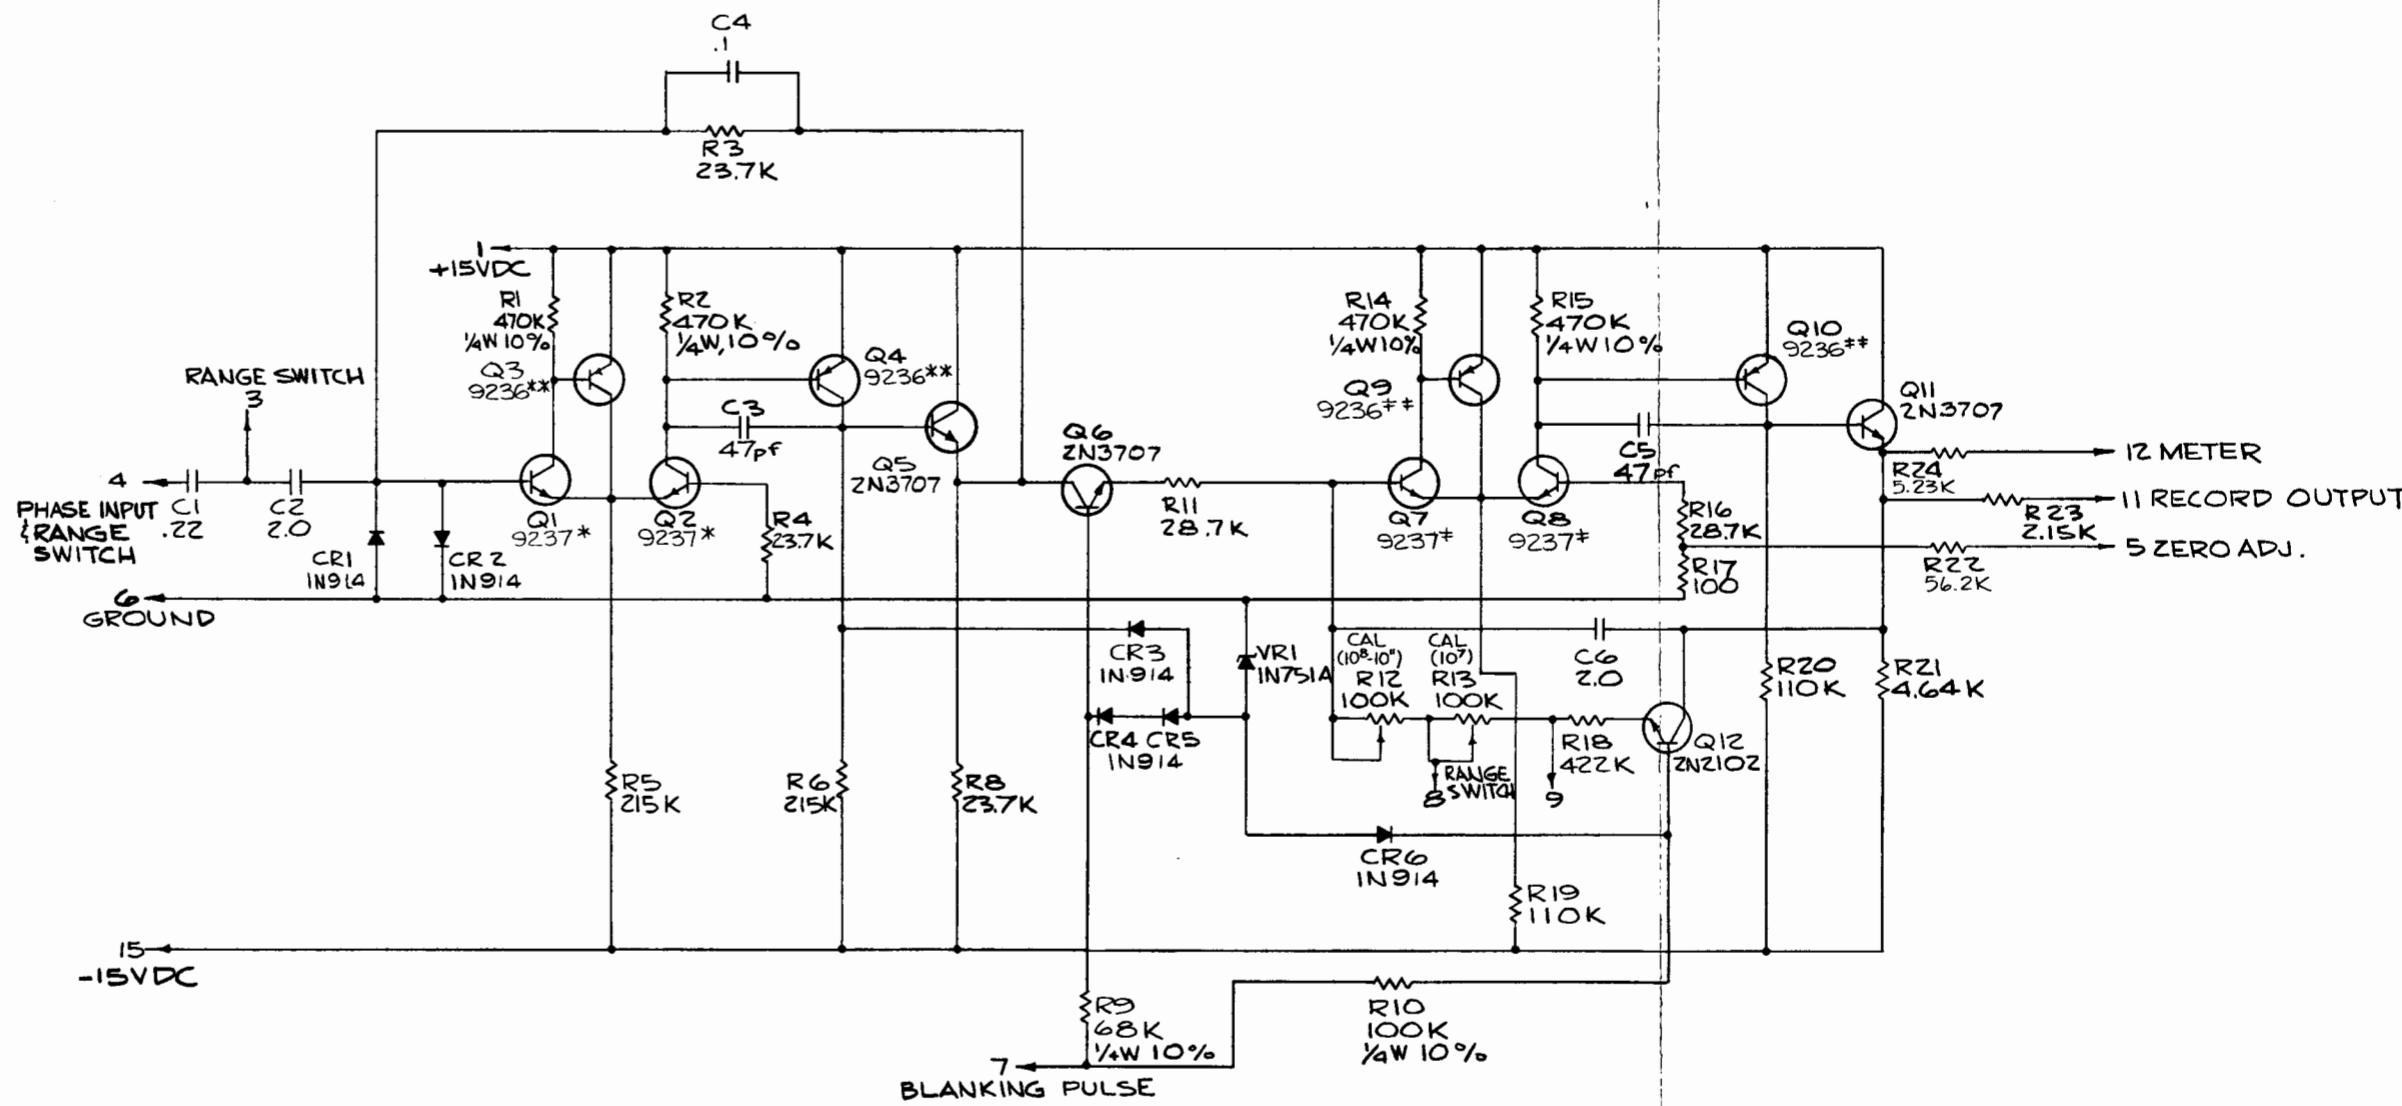 C4
.1
R3
23.7K
1
+15VDC
R1
470K
¼W 10%
R2
470K
¼W, 10%
R14
470K
¼W 10%
R15
470K
¼W 10%
Q3
9236**
Q4
9236**
Q9
9236‡‡
Q10
9236‡‡
Q11
2N3707
RANGE SWITCH
3
C3
47pf
Q5
2N3707
Q6
2N3707
C5
47pf
4
PHASE INPUT
& RANGE
SWITCH
C1
.22
C2
2.0
Q1
9237*
Q2
9237*
R4
23.7K
R11
28.7K
Q7
9237‡
Q8
9237‡
R16
28.7K
R17
100
R24
5.23K
12 METER
11 RECORD OUTPUT
R23
2.15K
5 ZERO ADJ.
R22
56.2K
CR1
1N914
CR2
1N914
6
GROUND
CR3
1N914
VR1
1N751A
CAL
(10⁸-10¹¹)
R12
100K
CAL
(10⁷)
R13
100K
C6
2.0
R20
110K
R21
4.64K
CR4 CR5
1N914
R18
422K
Q12
2N2102
RANGE
SWITCH
8
9
R5
215K
R6
215K
R8
23.7K
CR6
1N914
R19
110K
15
-15VDC
R9
68K
¼W 10%
R10
100K
¼W 10%
7
BLANKING PULSE